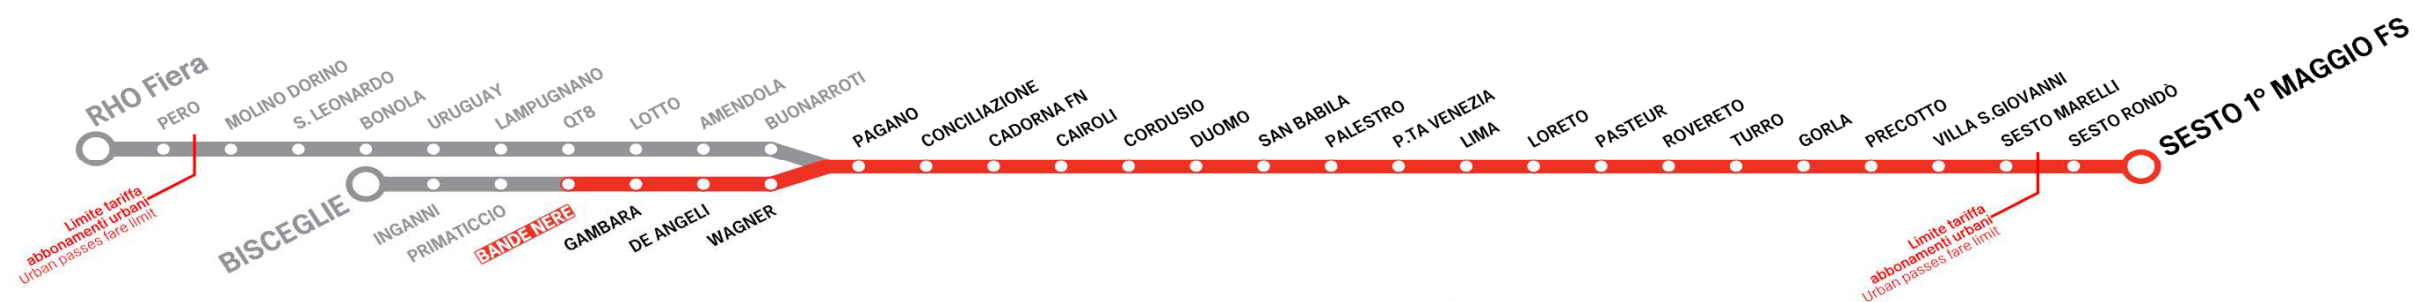 RHO Fiera
PERO
MOLINO DORINO
S. LEONARDO
BONOLA
URUGUAY
LAMPUGNANO
QT8
LOTTO
AMENDOLA
BUONARROTI
PAGANO
CONCILIAZIONE
CADORNA FN
CAIROLI
CORDUSIO
DUOMO
SAN BABILA
PALESTRO
P.TA VENEZIA
LIMA
LORETO
PASTEUR
ROVERETO
TURRO
GORLA
PRECOTTO
VILLA S.GIOVANNI
SESTO MARELLI
SESTO RONDÒ
SESTO 1° MAGGIO FS
Limite tariffa
abbonamenti urbani
Urban passes fare limit
BISCEGLIE
INGANNI
PRIMATICCIO
BANDE NERE
GAMBARA
DE ANGELI
WAGNER
Limite tariffa
abbonamenti urbani
Urban passes fare limit